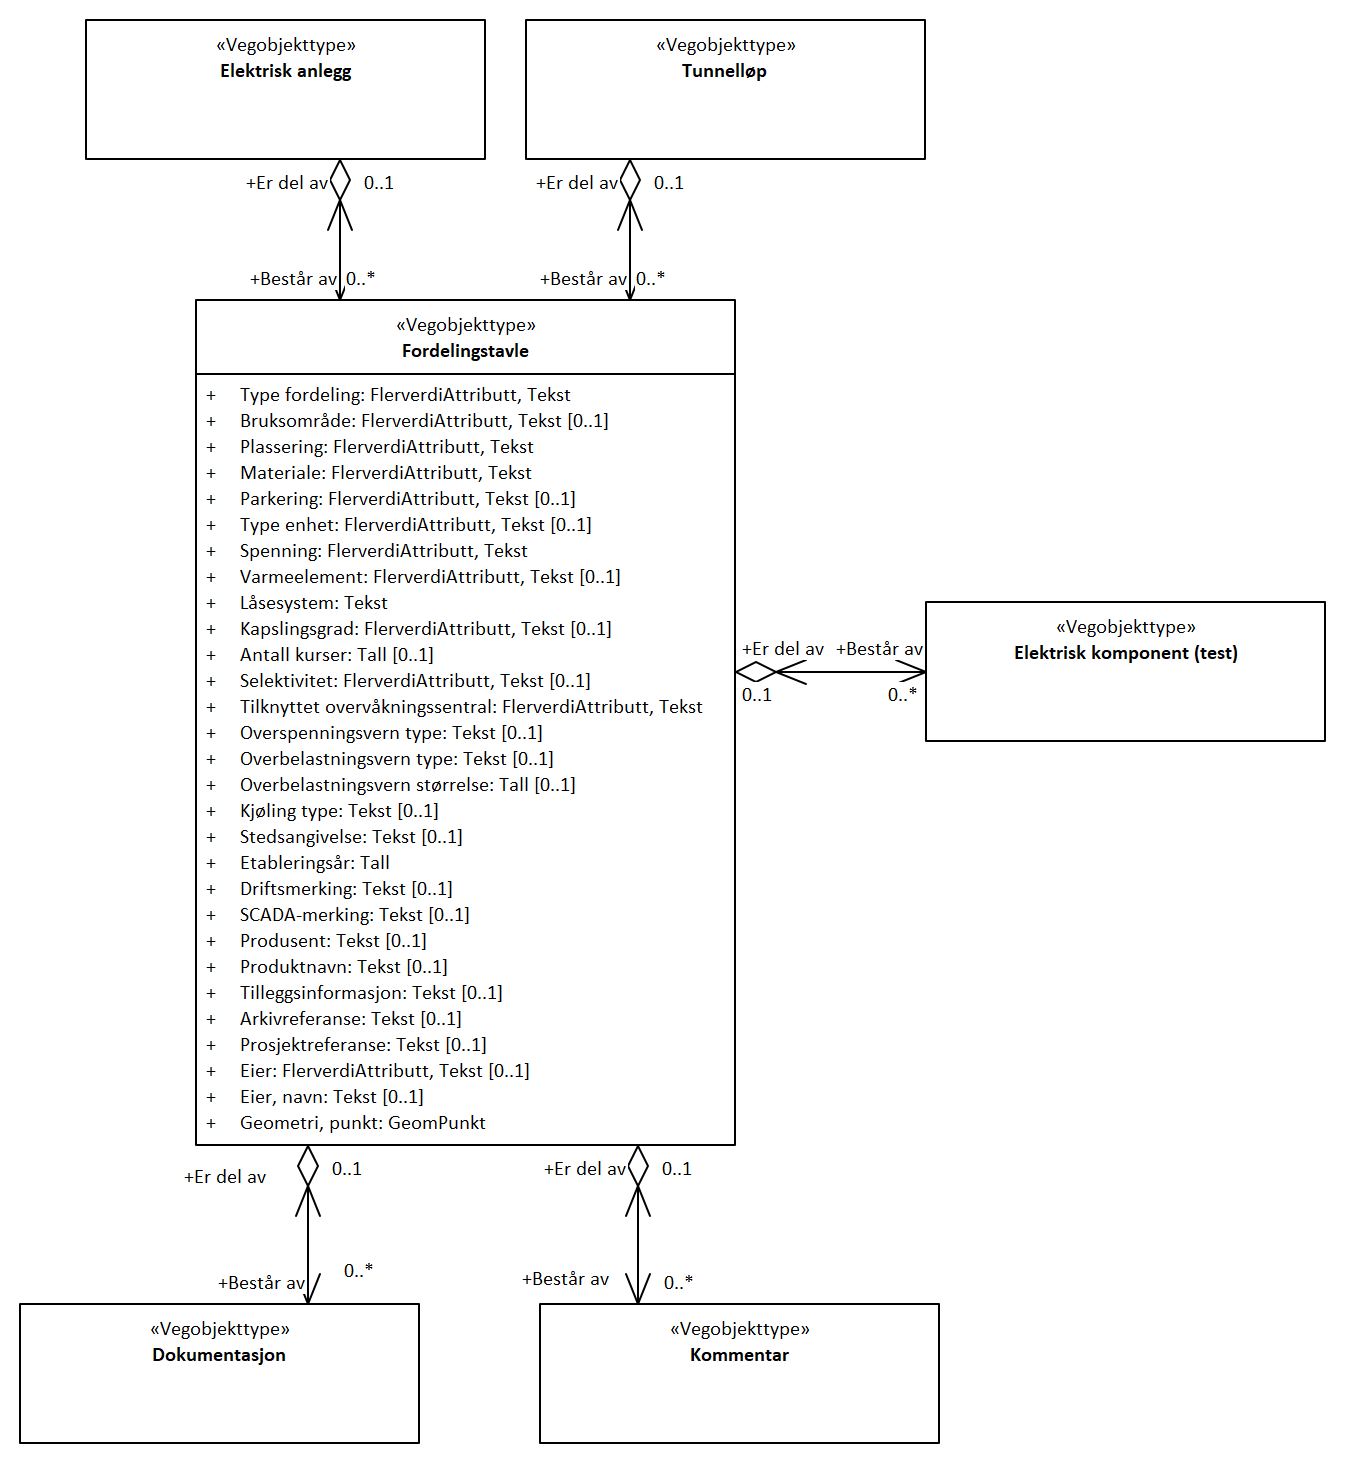 «Vegobjekttype»
Elektrisk anlegg
«Vegobjekttype»
Tunnelløp
+Er del av 0..1
+Er del av 0..1
+Består av 0..*
+Består av 0..*
«Vegobjekttype»
Fordelingstavle
+ Type fordeling: FlerverdiAttributt, Tekst
+ Bruksområde: FlerverdiAttributt, Tekst [0..1]
+ Plassering: FlerverdiAttributt, Tekst
+ Materiale: FlerverdiAttributt, Tekst
+ Parkering: FlerverdiAttributt, Tekst [0..1]
+ Type enhet: FlerverdiAttributt, Tekst [0..1]
+ Spenning: FlerverdiAttributt, Tekst
+ Varmeelement: FlerverdiAttributt, Tekst [0..1]
+ Låsesystem: Tekst
+ Kapslingsgrad: FlerverdiAttributt, Tekst [0..1]
+ Antall kurser: Tall [0..1]
+ Selektivitet: FlerverdiAttributt, Tekst [0..1]
+ Tilknyttet overvåkningssentral: FlerverdiAttributt, Tekst
+ Overspenningsvern type: Tekst [0..1]
+ Overbelastningsvern type: Tekst [0..1]
+ Overbelastningsvern størrelse: Tall [0..1]
+ Kjøling type: Tekst [0..1]
+ Stedsangivelse: Tekst [0..1]
+ Etableringsår: Tall
+ Driftsmerking: Tekst [0..1]
+ SCADA-merking: Tekst [0..1]
+ Produsent: Tekst [0..1]
+ Produktnavn: Tekst [0..1]
+ Tilleggsinformasjon: Tekst [0..1]
+ Arkivreferanse: Tekst [0..1]
+ Prosjektreferanse: Tekst [0..1]
+ Eier: FlerverdiAttributt, Tekst [0..1]
+ Eier, navn: Tekst [0..1]
+ Geometri, punkt: GeomPunkt
+Er del av +Består av
0..1 0..*
«Vegobjekttype»
Elektrisk komponent (test)
+Er del av 0..1
+Er del av 0..1
+Består av 0..*
+Består av 0..*
«Vegobjekttype»
Dokumentasjon
«Vegobjekttype»
Kommentar